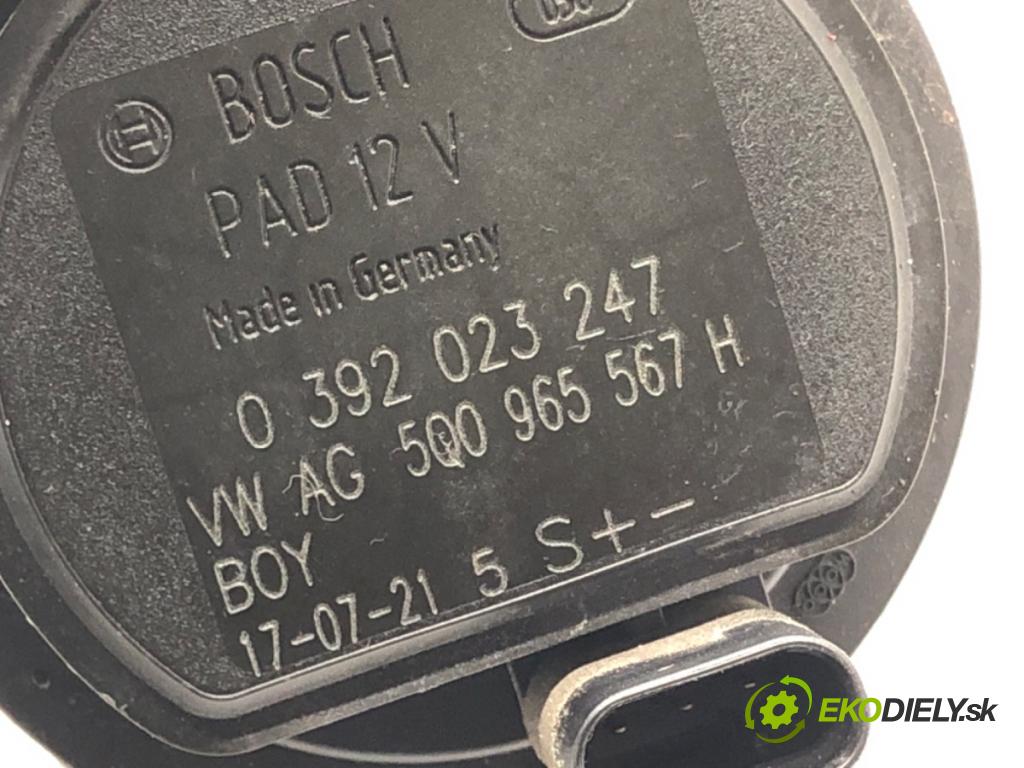 BOSCH
PAD 12 V
Made in Germany
0 392 023 247
VW AG 5Q0 965 567 H
BOY
17-07-21 5 S + -
EKODIELY.sk